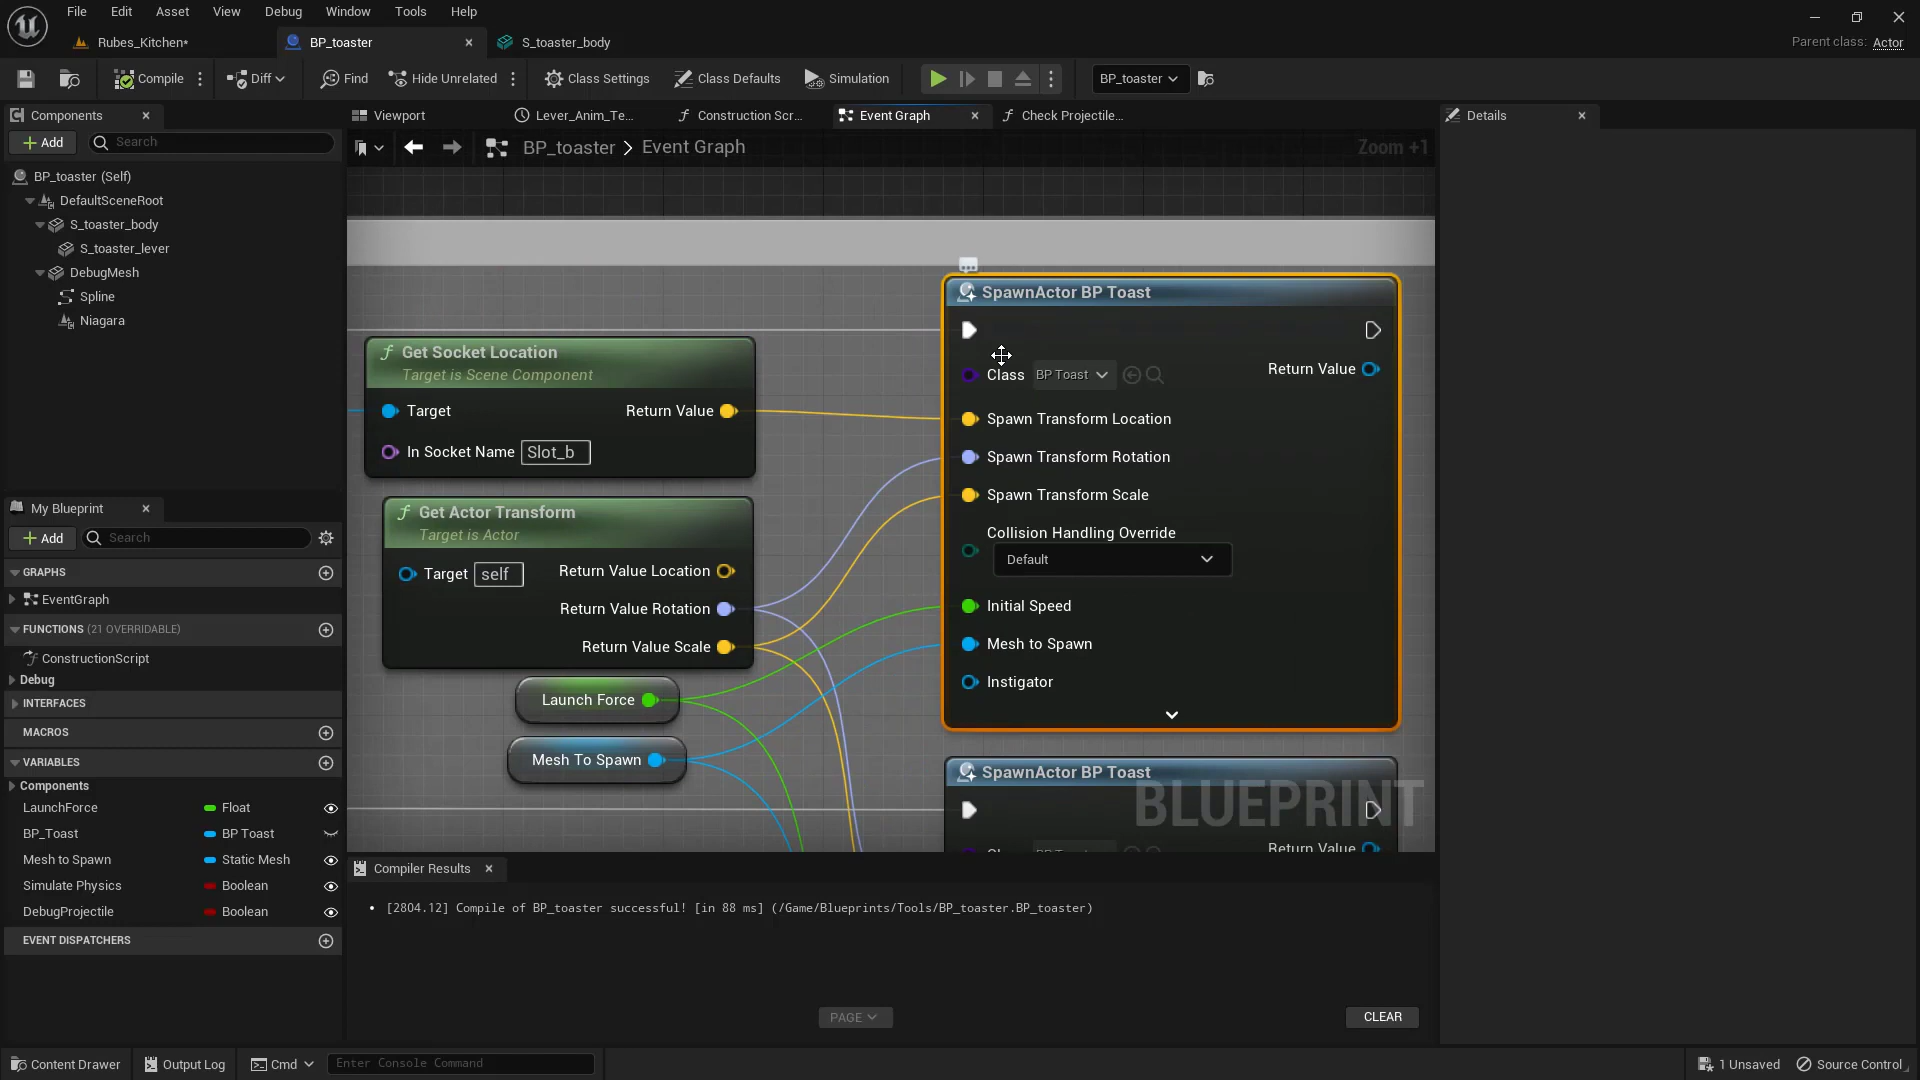 File Edit Asset View Debug Window Tools Help
Rubes_Kitchen* BP_toaster S_toaster_body
Parent class: Actor
Compile Diff Find Hide Unrelated Class Settings Class Defaults Simulation BP_toaster
Components
Add Search
BP_toaster (Self)
DefaultSceneRoot
S_toaster_body
S_toaster_lever
DebugMesh
Spline
Niagara
My Blueprint
Add Search
GRAPHS
EventGraph
FUNCTIONS (21 OVERRIDABLE)
ConstructionScript
Debug
INTERFACES
MACROS
VARIABLES
Components
LaunchForce Float
BP_Toast BP Toast
Mesh to Spawn Static Mesh
Simulate Physics Boolean
DebugProjectile Boolean
EVENT DISPATCHERS
Viewport Lever_Anim_Te... Construction Scr... Event Graph Check Projectile...
BP_toaster > Event Graph Zoom +1
Get Socket Location
Target is Scene Component
Target Return Value
In Socket Name Slot_b
Get Actor Transform
Target is Actor
Target self Return Value Location
Return Value Rotation
Return Value Scale
Launch Force
Mesh To Spawn
SpawnActor BP Toast
Class BP Toast Return Value
Spawn Transform Location
Spawn Transform Rotation
Spawn Transform Scale
Collision Handling Override
Default
Initial Speed
Mesh to Spawn
Instigator
SpawnActor BP Toast
BLUEPRINT
Return Value
Compiler Results
[2804.12] Compile of BP_toaster successful! [in 88 ms] (/Game/Blueprints/Tools/BP_toaster.BP_toaster)
PAGE CLEAR
Details
Content Drawer Output Log Cmd Enter Console Command 1 Unsaved Source Control